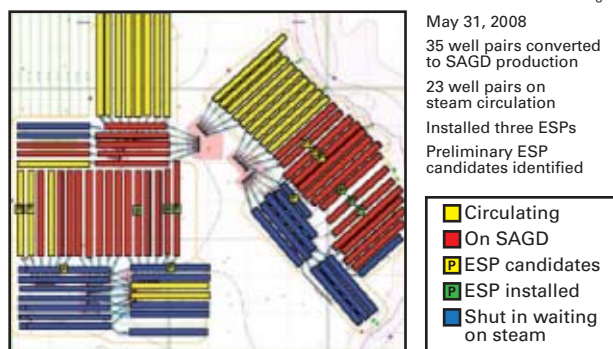 May 31, 2008
35 well pairs converted
to SAGD production
23 well pairs on
steam circulation
Installed three ESPs
Preliminary ESP
candidates identified
Circulating
On SAGD
P ESP candidates
P ESP installed
Shut in waiting
on steam